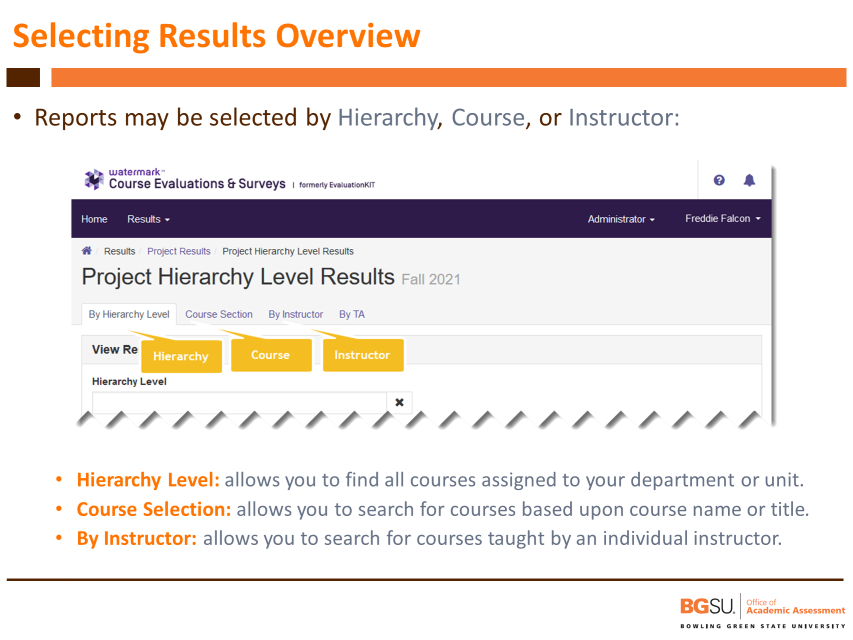 Selecting Results Overview
• Reports may be selected by Hierarchy, Course, or Instructor:
watermark™
Course Evaluations & Surveys | formerly EvaluationKIT
Home Results Administrator Freddie Falcon
Results / Project Results / Project Hierarchy Level Results
Project Hierarchy Level Results Fall 2021
By Hierarchy Level Course Section By Instructor By TA
View Re
Hierarchy Course Instructor
Hierarchy Level
• Hierarchy Level: allows you to find all courses assigned to your department or unit.
• Course Selection: allows you to search for courses based upon course name or title.
• By Instructor: allows you to search for courses taught by an individual instructor.
BGSU. Office of
Academic Assessment
BOWLING GREEN STATE UNIVERSITY